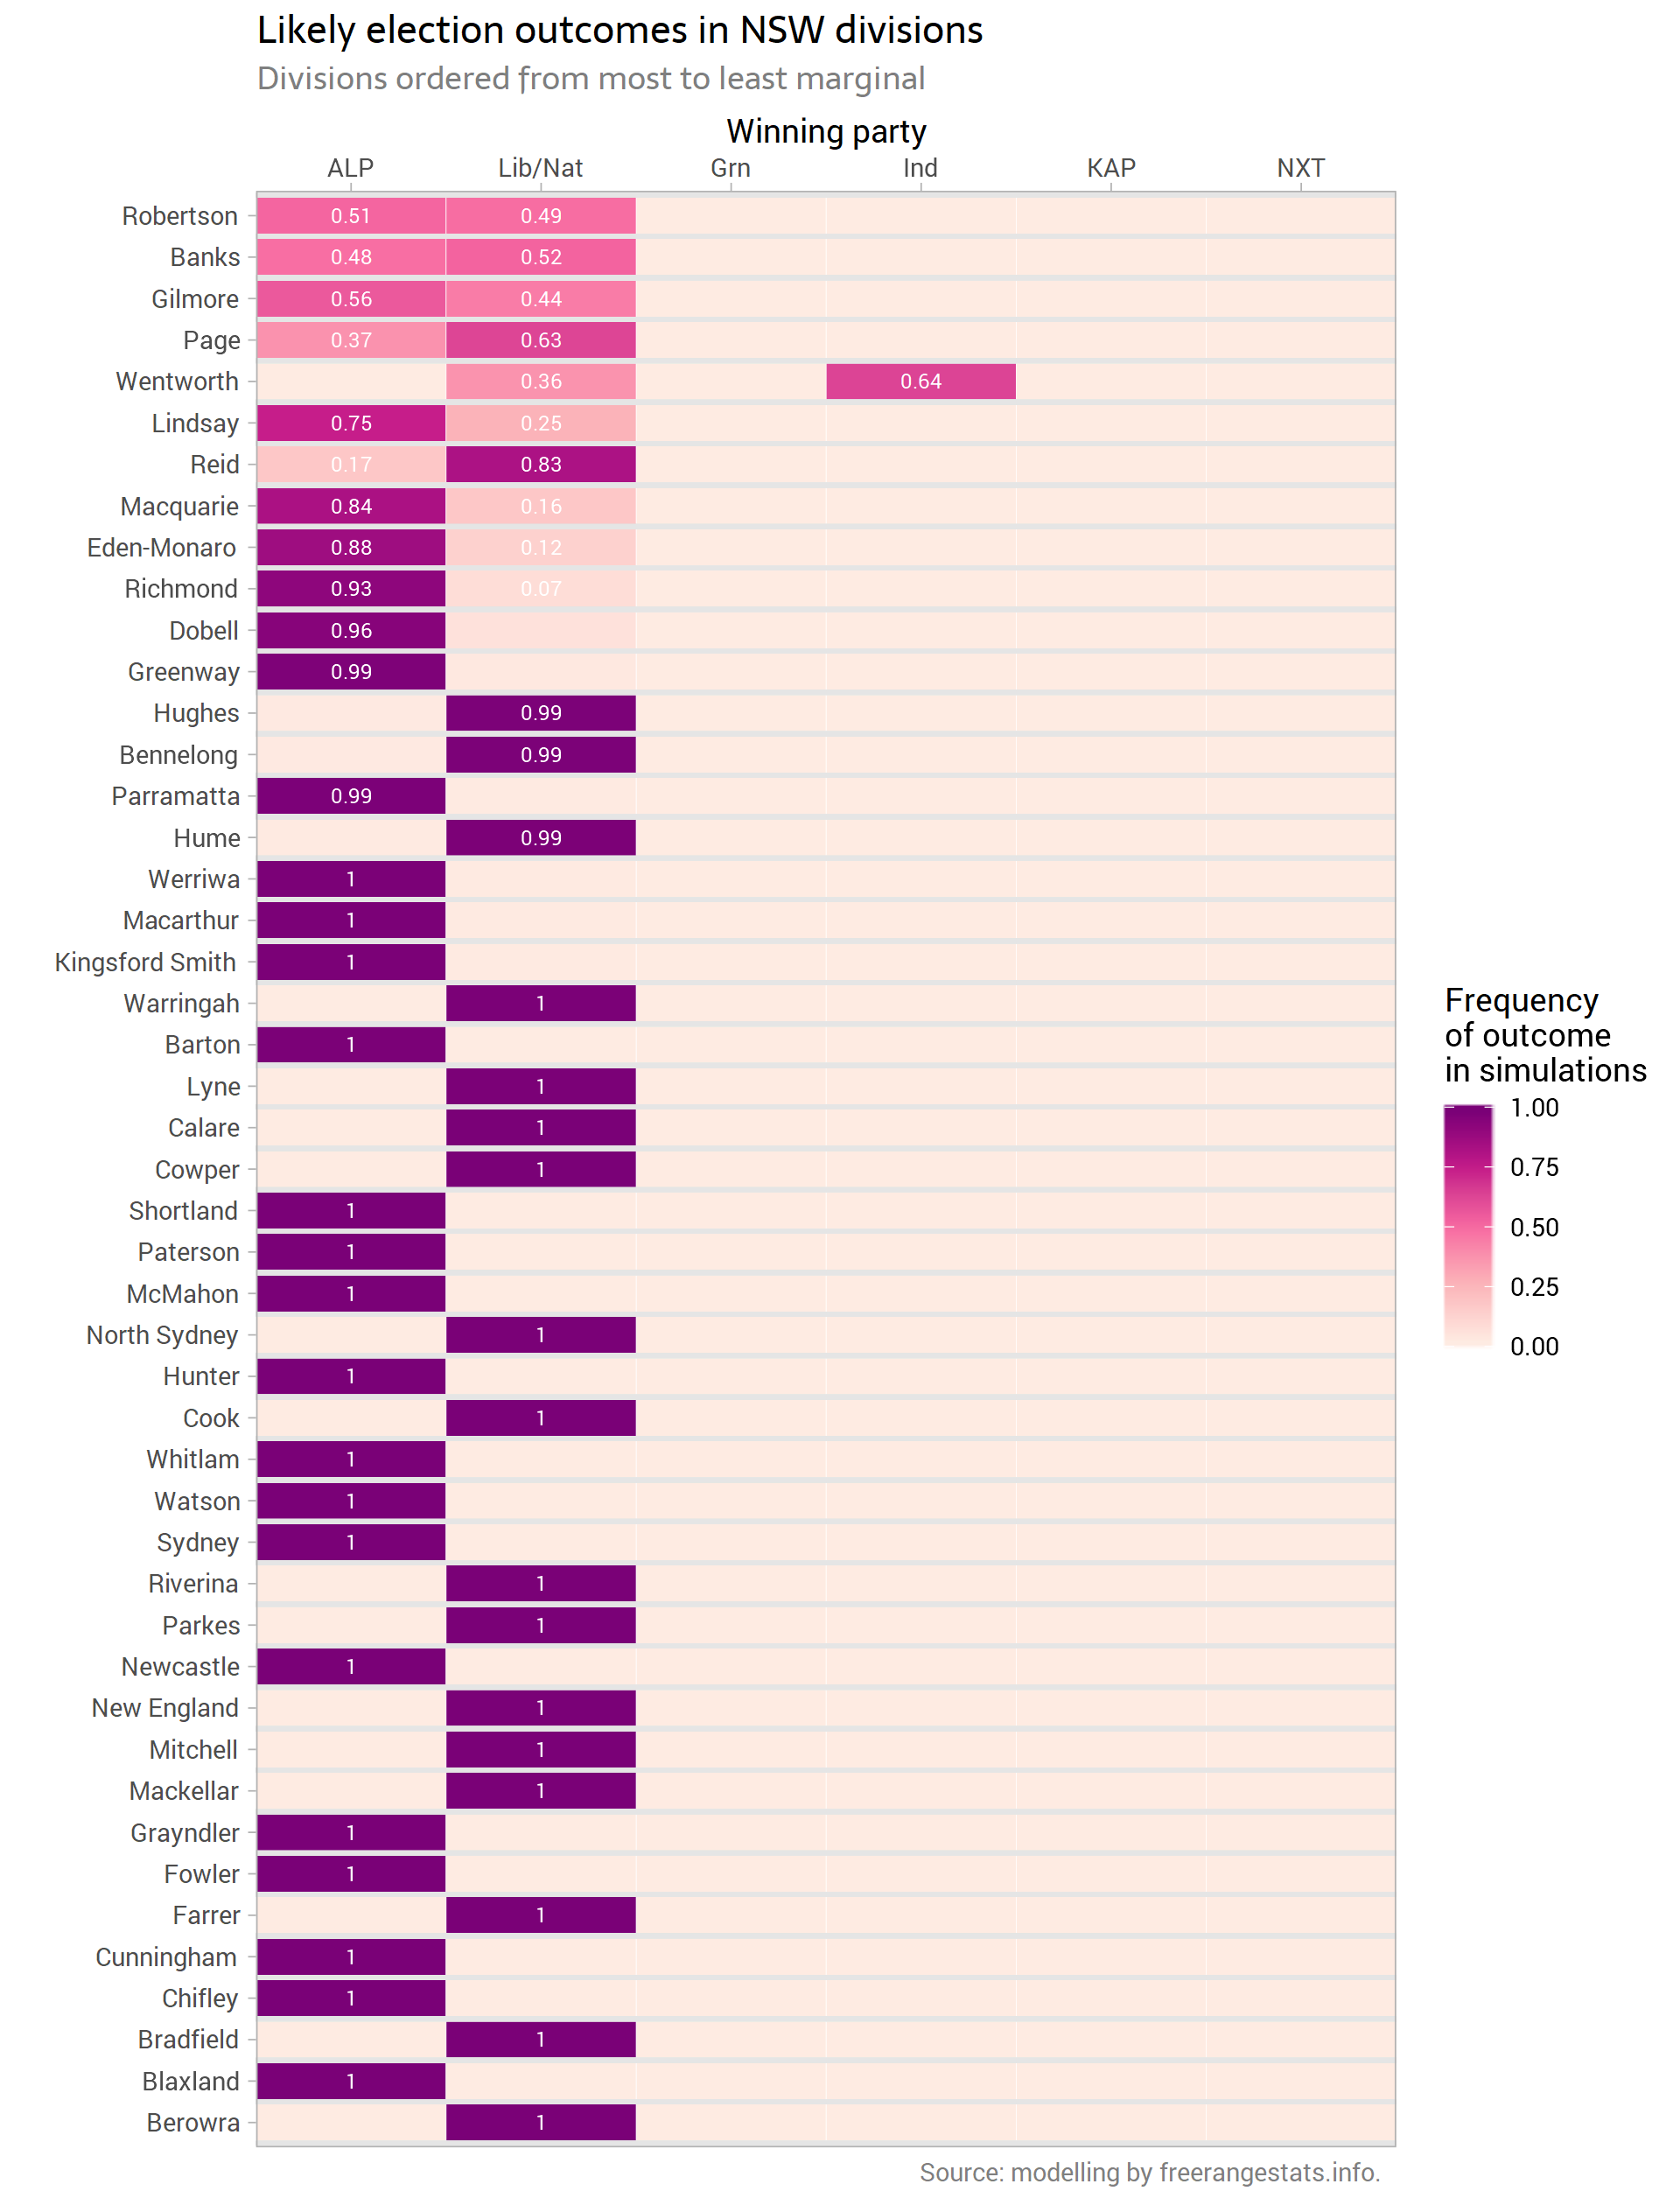 Likely election outcomes in NSW divisions
Divisions ordered from most to least marginal
Winning party
ALP Lib/Nat Grn Ind KAP NXT
Robertson 0.51 0.49
Banks 0.48 0.52
Gilmore 0.56 0.44
Page 0.37 0.63
Wentworth 0.36 0.64
Lindsay 0.75 0.25
Reid 0.17 0.83
Macquarie 0.84 0.16
Eden-Monaro 0.88 0.12
Richmond 0.93 0.07
Dobell 0.96
Greenway 0.99
Hughes 0.99
Bennelong 0.99
Parramatta 0.99
Hume 0.99
Werriwa 1
Macarthur 1
Kingsford Smith 1
Warringah 1
Barton 1
Lyne 1
Calare 1
Cowper 1
Shortland 1
Paterson 1
McMahon 1
North Sydney 1
Hunter 1
Cook 1
Whitlam 1
Watson 1
Sydney 1
Riverina 1
Parkes 1
Newcastle 1
New England 1
Mitchell 1
Mackellar 1
Grayndler 1
Fowler 1
Farrer 1
Cunningham 1
Chifley 1
Bradfield 1
Blaxland 1
Berowra 1
Frequency
of outcome
in simulations
1.00
0.75
0.50
0.25
0.00
Source: modelling by freerangestats.info.